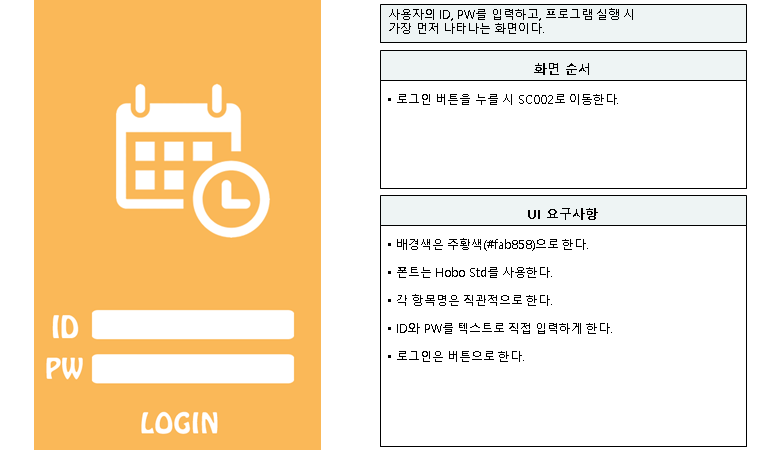 ID
PW
LOGIN
사용자의 ID, PW를 입력하고, 프로그램 실행 시
가장 먼저 나타나는 화면이다.
화면 순서
• 로그인 버튼을 누를 시 SC002로 이동한다.
UI 요구사항
• 배경색은 주황색(#fab858)으로 한다.
• 폰트는 Hobo Std를 사용한다.
• 각 항목명은 직관적으로 한다.
• ID와 PW를 텍스트로 직접 입력하게 한다.
• 로그인은 버튼으로 한다.